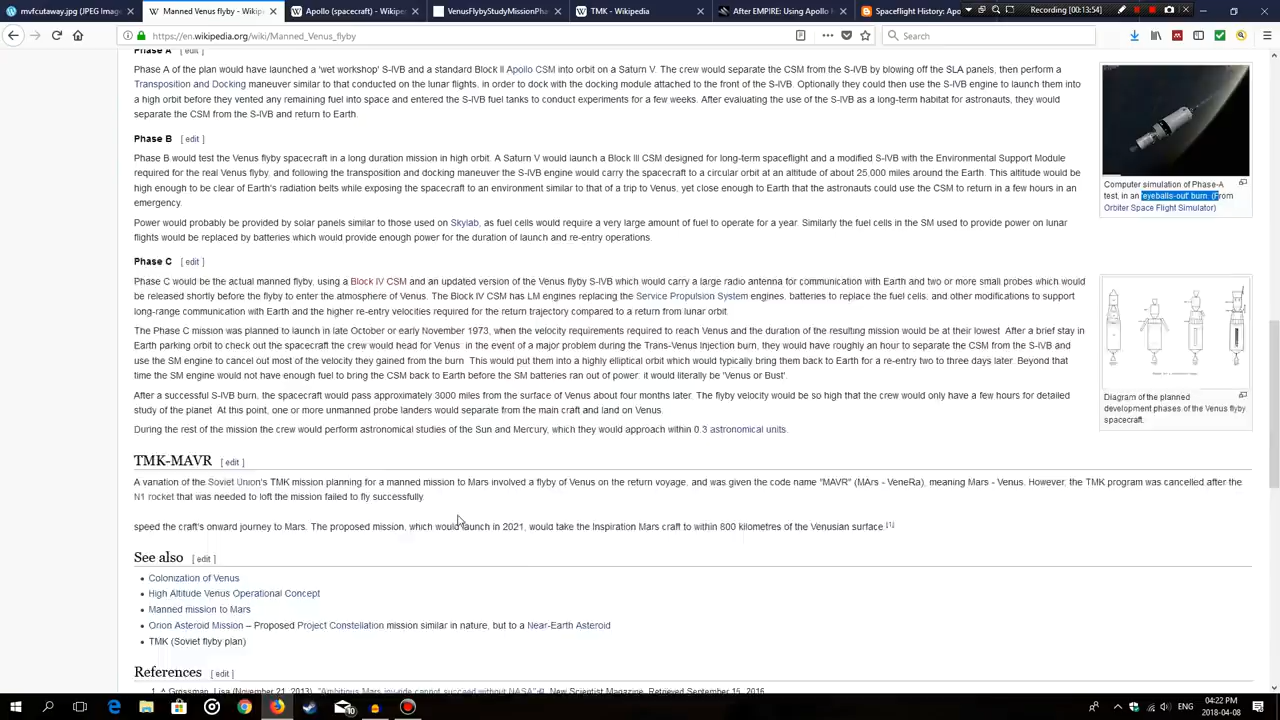 mvfcutaway.jpg (JPEG Image
Manned Venus flyby - Wikipe
Apollo (spacecraft) - Wikiper
VenusFlybyStudyMissionPha
TMK - Wikipedia
After EMPIRE: Using Apollo
Spaceflight History: Apo
00:13:54
https://en.wikipedia.org/wiki/Manned_Venus_flyby
Search
Phase A [ edit ]
Phase A of the plan would have launched a 'wet workshop' S-IVB and a standard Block II Apollo CSM into orbit on a Saturn V. The crew would separate the CSM from the S-IVB by blowing off the SLA panels, then perform a
Transposition and Docking maneuver similar to that conducted on the lunar flights, in order to dock with the docking module attached to the front of the S-IVB. Optionally they could then use the S-IVB engine to launch them into
a high orbit before they vented any remaining fuel into space and entered the S-IVB fuel tanks to conduct experiments for a few weeks. After evaluating the use of the S-IVB as a long-term habitat for astronauts, they would
separate the CSM from the S-IVB and return to Earth.
Computer simulation of Phase-A
test, in an 'eyeballs-out' burn. (From
Orbiter Space Flight Simulator)
Phase B [ edit ]
Phase B would test the Venus flyby spacecraft in a long duration mission in high orbit. A Saturn V would launch a Block III CSM designed for long-term spaceflight and a modified S-IVB with the Environmental Support Module
required for the real Venus flyby, and following the transposition and docking maneuver the S-IVB engine would carry the spacecraft to a circular orbit at an altitude of about 25,000 miles around the Earth. This altitude would be
high enough to be clear of Earth's radiation belts while exposing the spacecraft to an environment similar to that of a trip to Venus, yet close enough to Earth that the astronauts could use the CSM to return in a few hours in an
emergency.
Power would probably be provided by solar panels similar to those used on Skylab, as fuel cells would require a very large amount of fuel to operate for a year. Similarly the fuel cells in the SM used to provide power on lunar
flights would be replaced by batteries which would provide enough power for the duration of launch and re-entry operations.
Phase C [ edit ]
Phase C would be the actual manned flyby, using a Block IV CSM and an updated version of the Venus flyby S-IVB which would carry a large radio antenna for communication with Earth and two or more small probes which would
be released shortly before the flyby to enter the atmosphere of Venus. The Block IV CSM has LM engines replacing the Service Propulsion System engines, batteries to replace the fuel cells, and other modifications to support
long-range communication with Earth and the higher re-entry velocities required for the return trajectory compared to a return from lunar orbit.
The Phase C mission was planned to launch in late October or early November 1973, when the velocity requirements required to reach Venus and the duration of the resulting mission would be at their lowest. After a brief stay in
Earth parking orbit to check out the spacecraft the crew would head for Venus: in the event of a major problem during the Trans-Venus Injection burn, they would have roughly an hour to separate the CSM from the S-IVB and
use the SM engine to cancel out most of the velocity they gained from the burn. This would put them into a highly elliptical orbit which would typically bring them back to Earth for a re-entry two to three days later. Beyond that
time the SM engine would not have enough fuel to bring the CSM back to Earth before the SM batteries ran out of power: it would literally be 'Venus or Bust'.
After a successful S-IVB burn, the spacecraft would pass approximately 3000 miles from the surface of Venus about four months later. The flyby velocity would be so high that the crew would only have a few hours for detailed
study of the planet. At this point, one or more unmanned probe landers would separate from the main craft and land on Venus.
During the rest of the mission the crew would perform astronomical studies of the Sun and Mercury, which they would approach within 0.3 astronomical units.
Diagram of the planned
development phases of the Venus flyby
spacecraft.
TMK-MAVR [ edit ]
A variation of the Soviet Union's TMK mission planning for a manned mission to Mars involved a flyby of Venus on the return voyage, and was given the code name "MAVR" (MArs - VeneRa), meaning Mars - Venus. However, the TMK program was cancelled after the
N1 rocket that was needed to loft the mission failed to fly successfully.
speed the craft's onward journey to Mars. The proposed mission, which would launch in 2021, would take the Inspiration Mars craft to within 800 kilometres of the Venusian surface.[1]
See also [ edit ]
Colonization of Venus
High Altitude Venus Operational Concept
Manned mission to Mars
Orion Asteroid Mission – Proposed Project Constellation mission similar in nature, but to a Near-Earth Asteroid
TMK (Soviet flyby plan)
References [ edit ]
1. ^ Grossman, Lisa (November 21, 2013). "Ambitious Mars joy-ride cannot succeed without NASA". New Scientist Magazine. Retrieved September 15, 2016.
ENG
04:22 PM
2018-04-08